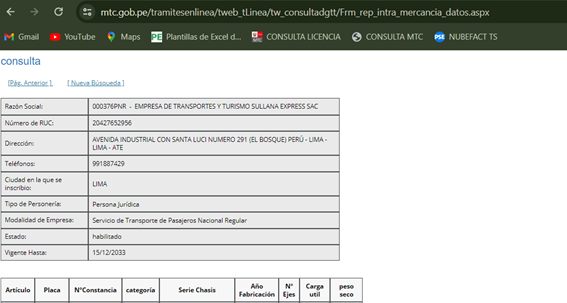 mtc.gob.pe/tramitesenlinea/tweb_tLinea/tw_consultadgtt/Frm_rep_intra_mercancia_datos.aspx
Gmail YouTube Maps Plantillas de Excel d... CONSULTA LICENCIA CONSULTA MTC NUBEFACT TS
consulta
[Pág. Anterior ] [ Nueva Búsqueda ]
Razón Social: 000376PNR - EMPRESA DE TRANSPORTES Y TURISMO SULLANA EXPRESS SAC
Número de RUC: 20427652956
Dirección: AVENIDA INDUSTRIAL CON SANTA LUCI NUMERO 291 (EL BOSQUE) PERÚ - LIMA -
LIMA - ATE
Teléfonos: 991887429
Ciudad en la que se
inscribio: LIMA
Tipo de Personería: Persona Jurídica
Modalidad de Empresa: Servicio de Transporte de Pasajeros Nacional Regular
Estado: habilitado
Vigente Hasta: 15/12/2033
Artículo Placa N°Constancia categoría Serie Chasis Año Fabricación N° Ejes Carga util peso seco